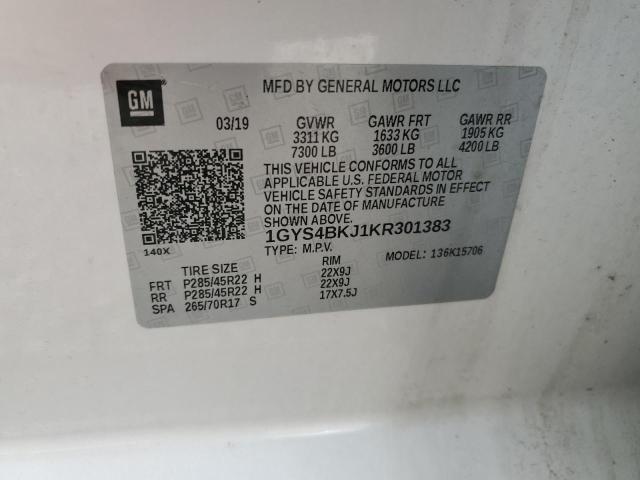 GM
MFD BY GENERAL MOTORS LLC
03/19 GVWR GAWR FRT GAWR RR
3311 KG 1633 KG 1905 KG
7300 LB 3600 LB 4200 LB
THIS VEHICLE CONFORMS TO ALL
APPLICABLE U.S. FEDERAL MOTOR
VEHICLE SAFETY STANDARDS IN EFFECT
ON THE DATE OF MANUFACTURE
SHOWN ABOVE.
1GYS4BKJ1KR301383
140X TYPE: M.P.V. MODEL: 136K15706
TIRE SIZE RIM
FRT P285/45R22 H 22X9J
RR P285/45R22 H 22X9J
SPA 265/70R17 S 17X7.5J